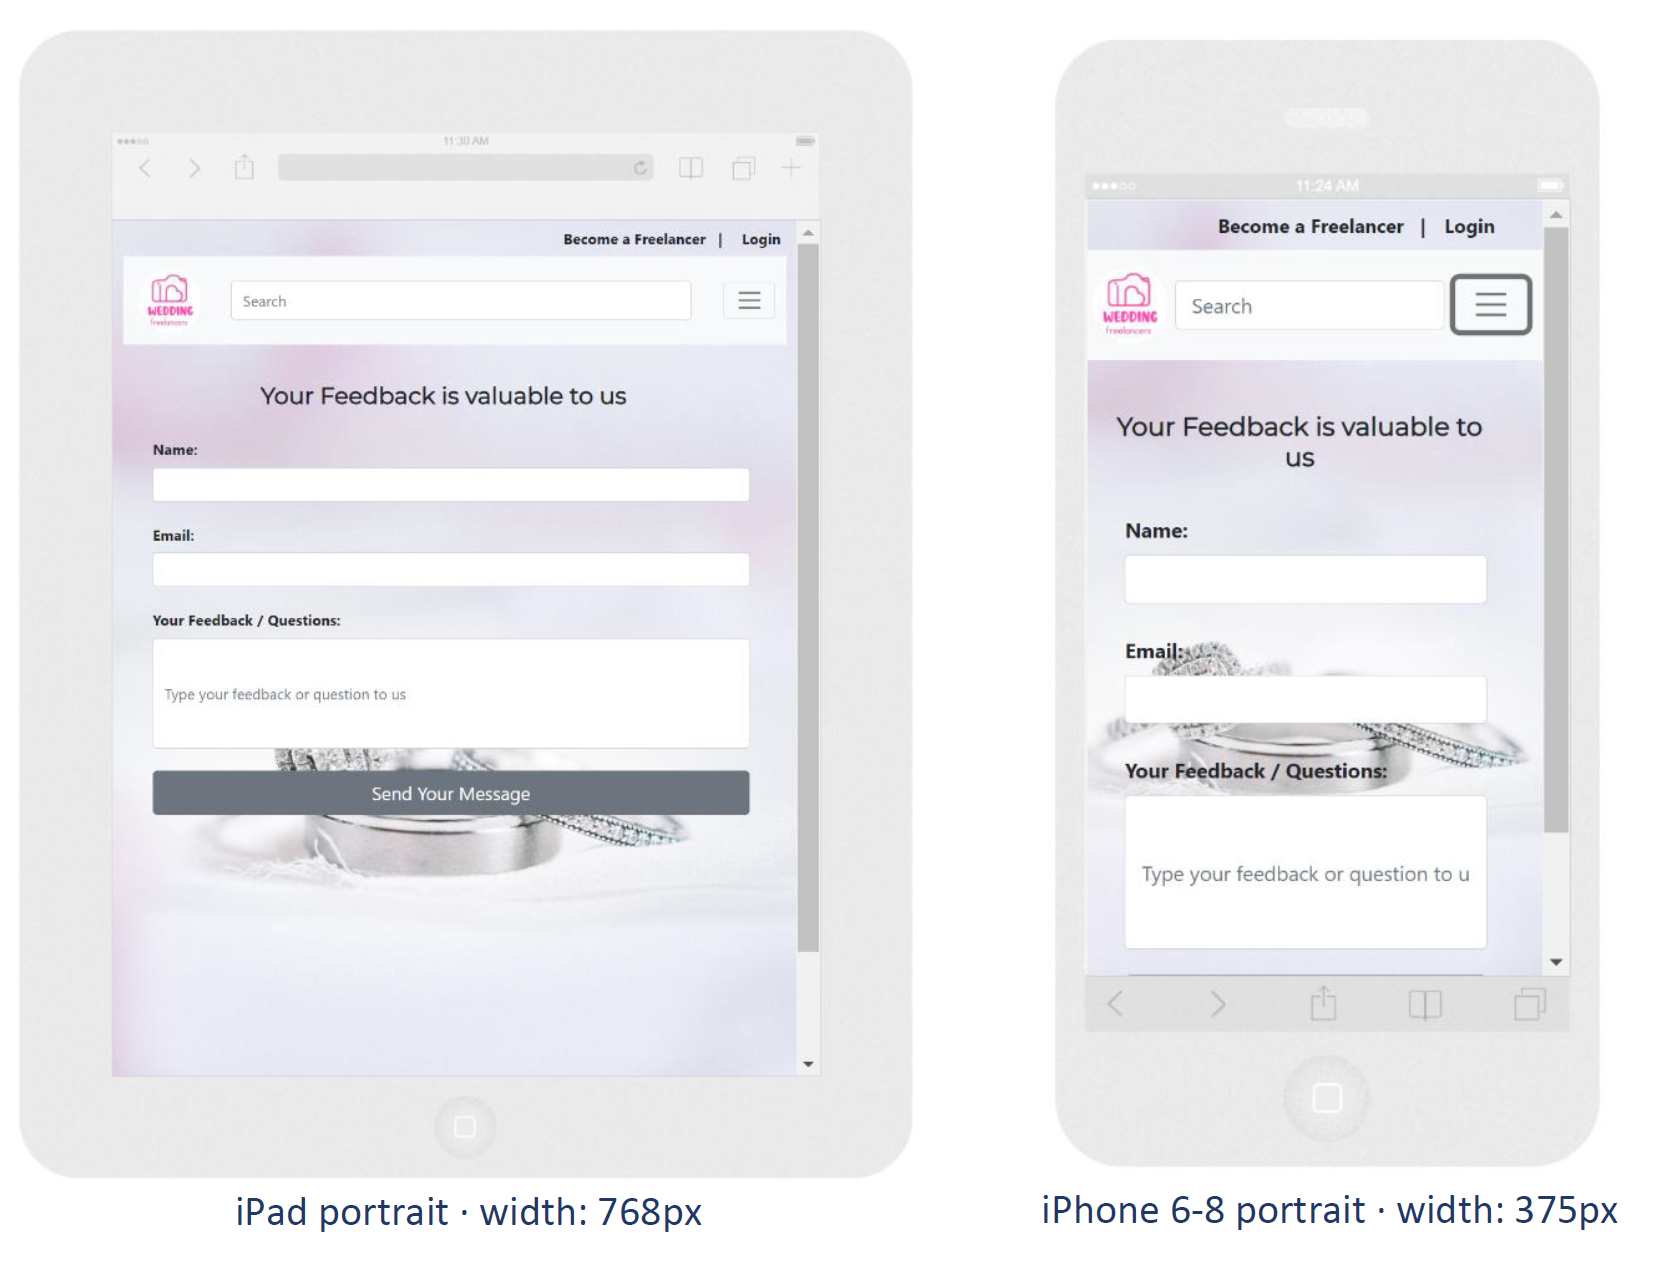 11:30 AM
Become a Freelancer | Login
WEDDING
freelancers
Search
Your Feedback is valuable to us
Name:
Email:
Your Feedback / Questions:
Type your feedback or question to us
Send Your Message
iPad portrait · width: 768px
11:24 AM
Become a Freelancer | Login
WEDDING
freelancers
Search
Your Feedback is valuable to
us
Name:
Email:
Your Feedback / Questions:
Type your feedback or question to u
iPhone 6-8 portrait · width: 375px